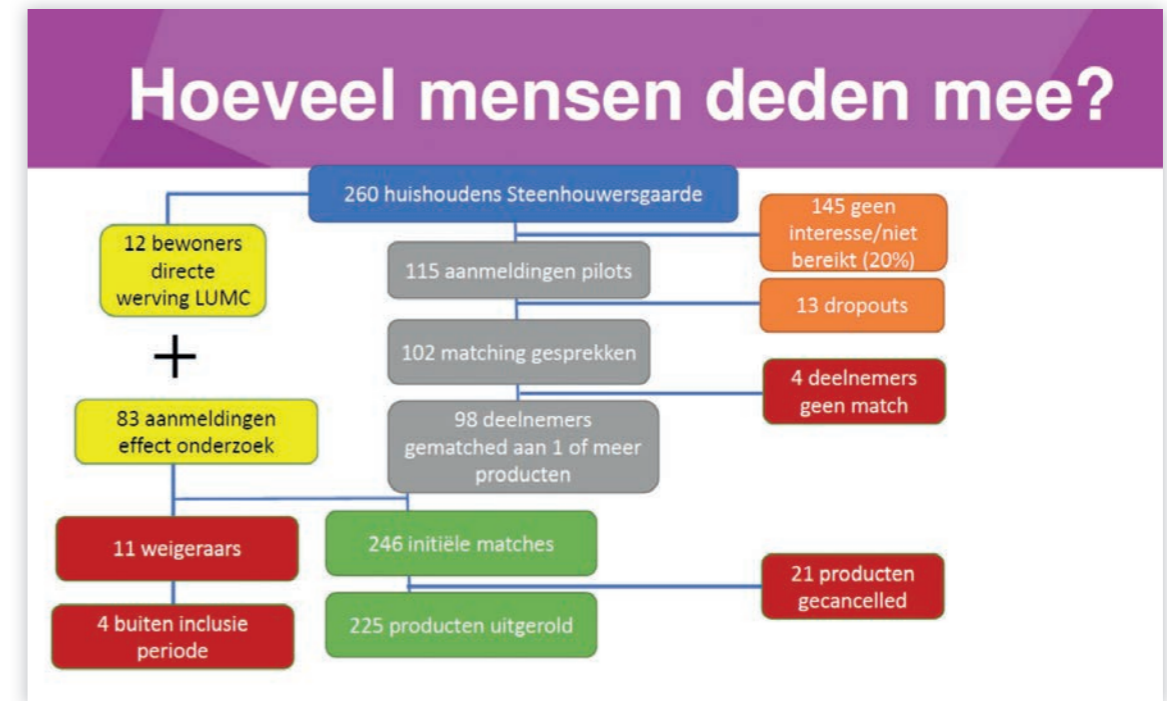 Hoeveel mensen deden mee?
260 huishoudens Steenhouwersgaarde
12 bewoners
directe
werving LUMC
145 geen
interesse/niet
bereikt (20%)
115 aanmeldingen pilots
13 dropouts
+
102 matching gesprekken
4 deelnemers
geen match
83 aanmeldingen
effect onderzoek
98 deelnemers
gematched aan 1 of meer
producten
11 weigeraars
246 initiële matches
21 producten
gecancelled
4 buiten inclusie
periode
225 producten uitgerold